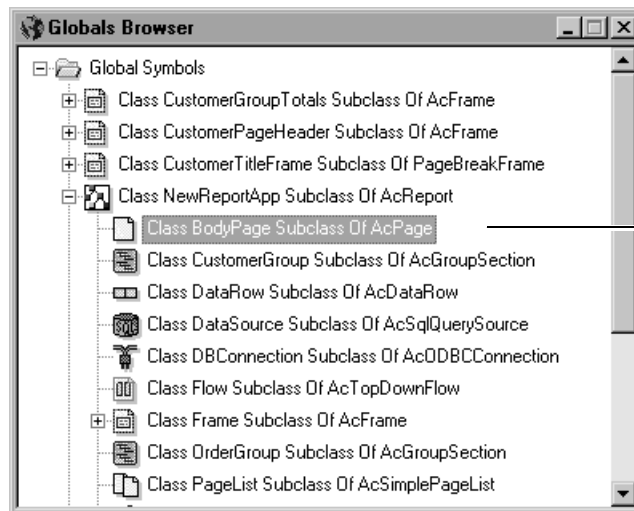 Globals Browser
Global Symbols
Class CustomerGroupTotals Subclass Of AcFrame
Class CustomerPageHeader Subclass Of AcFrame
Class CustomerTitleFrame Subclass Of PageBreakFrame
Class NewReportApp Subclass Of AcReport
Class BodyPage Subclass Of AcPage
Class CustomerGroup Subclass Of AcGroupSection
Class DataRow Subclass Of AcDataRow
SQL Class DataSource Subclass Of AcSqlQuerySource
Class DBConnection Subclass Of AcODBCConnection
Class Flow Subclass Of AcTopDownFlow
Class Frame Subclass Of AcFrame
Class OrderGroup Subclass Of AcGroupSection
Class PageList Subclass Of AcSimplePageList